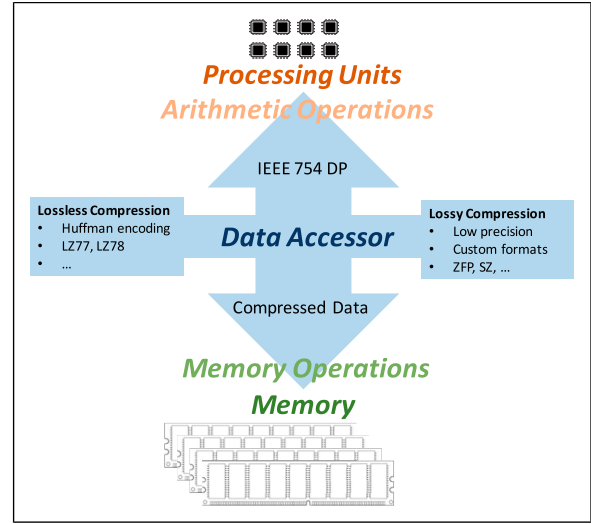 Processing Units
Arithmetic Operations
IEEE 754 DP
Lossless Compression
• Huffman encoding
• LZ77, LZ78
• ...
Data Accessor
Lossy Compression
• Low precision
• Custom formats
• ZFP, SZ, ...
Compressed Data
Memory Operations
Memory